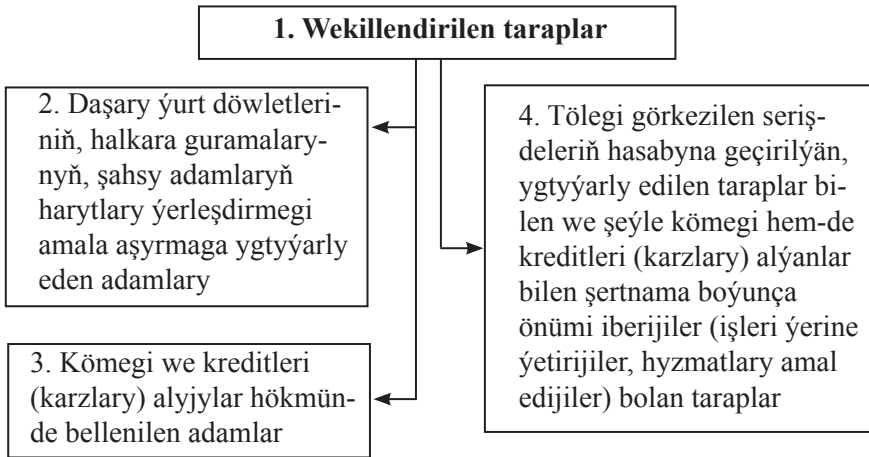 1. Wekillendirilen taraplar
2. Daşary ýurt döwletleri-
niň, halkara guramalary-
nyň, şahsy adamlaryň
harytlary ýerleşdirmegi
amala aşyrmaga ygtyýarly
eden adamlary
3. Kömegi we kreditleri
(karzlary) alyjylar hökmün-
de bellenilen adamlar
4. Tölegi görkezilen seriş-
deleriň hasabyna geçirilýän,
ygtyýarly edilen taraplar bi-
len we şeýle kömegi hem-de
kreditleri (karzlary) alýanlar
bilen şertnama boýunça
önümi iberijiler (işleri ýerine
ýetirijiler, hyzmatlary amal
edijiler) bolan taraplar